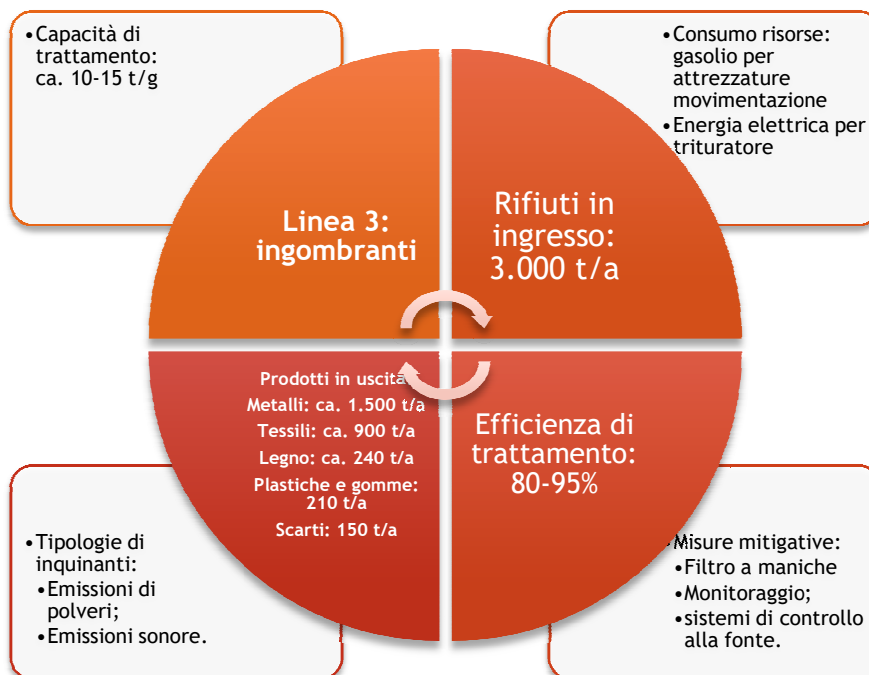 •Capacità di
trattamento:
ca. 10-15 t/g
•Consumo risorse:
gasolio per
attrezzature
movimentazione
•Energia elettrica per
trituratore
Linea 3:
ingombranti
Rifiuti in
ingresso:
3.000 t/a
Prodotti in uscita
Metalli: ca. 1.500 t/a
Tessili: ca. 900 t/a
Legno: ca. 240 t/a
Plastiche e gomme:
210 t/a
Scarti: 150 t/a
Efficienza di
trattamento:
80-95%
•Tipologie di
inquinanti:
•Emissioni di
polveri;
•Emissioni sonore.
•Misure mitigative:
•Filtro a maniche
•Monitoraggio;
•sistemi di controllo
alla fonte.